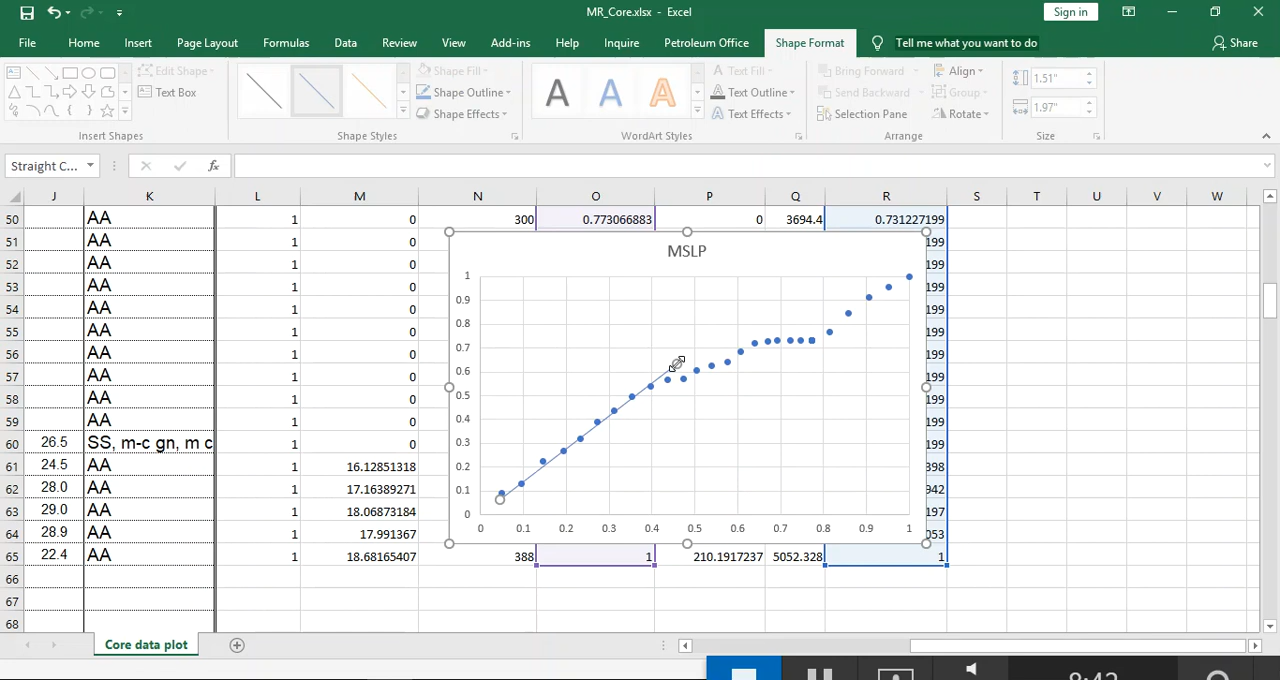 MR_Core.xlsx - Excel
Sign in
File Home Insert Page Layout Formulas Data Review View Add-ins Help Inquire Petroleum Office Shape Format Tell me what you want to do Share
Edit Shape
Text Box
Insert Shapes
Shape Fill
Shape Outline
Shape Effects
Shape Styles
A A A
Text Fill
Text Outline
Text Effects
WordArt Styles
Bring Forward
Send Backward
Selection Pane
Align
Group
Rotate
Arrange
1.51"
1.97"
Size
Straight C... fx
J K L M N O P Q R S T U V W
50 AA 1 0 300 0.773066883 0 3694.4 0.731227199
51 AA 1 0 199
52 AA 1 0 199
53 AA 1 0 199
54 AA 1 0 199
55 AA 1 0 199
56 AA 1 0 199
57 AA 1 0 199
58 AA 1 0 199
59 AA 1 0 199
60 26.5 SS, m-c gn, m c 1 0 199
61 24.5 AA 1 16.12851318 398
62 28.0 AA 1 17.16389271 942
63 29.0 AA 1 18.06873184 197
64 28.9 AA 1 17.991367 053
65 22.4 AA 1 18.68165407 388 1 210.1917237 5052.328 1
66
67
68
MSLP
1
0.9
0.8
0.7
0.6
0.5
0.4
0.3
0.2
0.1
0
0 0.1 0.2 0.3 0.4 0.5 0.6 0.7 0.8 0.9 1
Core data plot
8:42